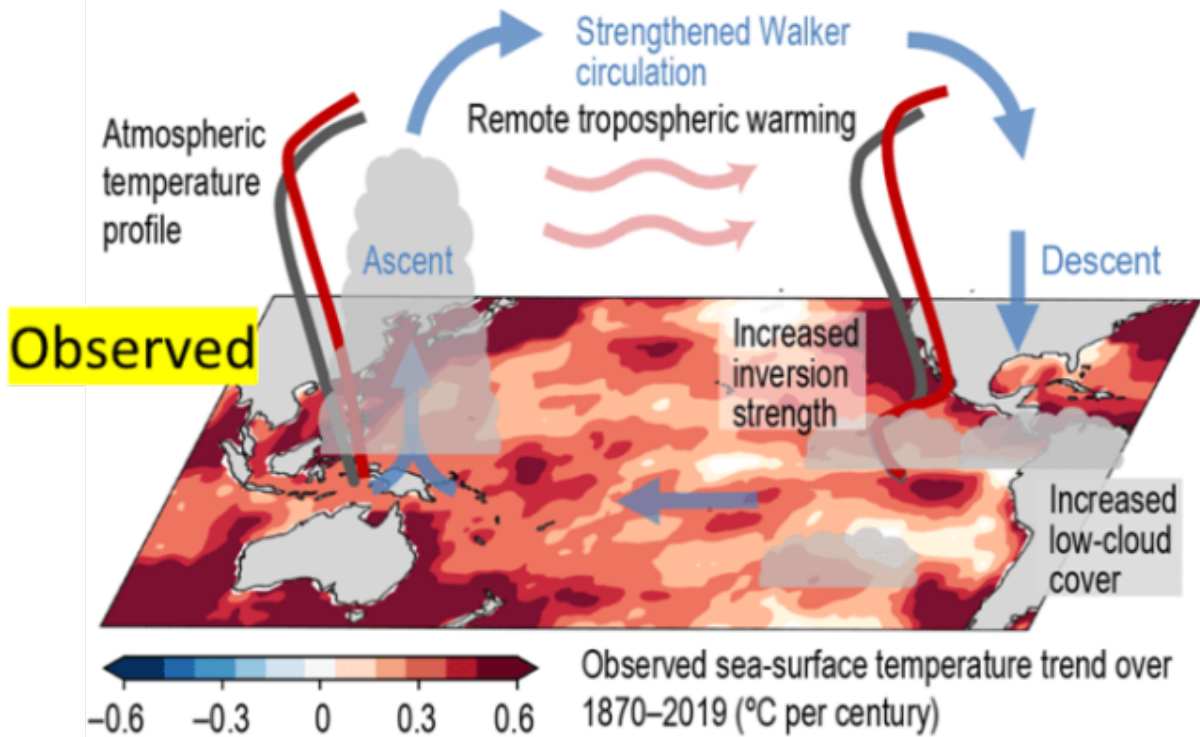 Strengthened Walker
circulation
Remote tropospheric warming
Atmospheric
temperature
profile
Ascent
Descent
Observed
Increased
inversion
strength
Increased
low-cloud
cover
Observed sea-surface temperature trend over
1870–2019 (ºC per century)
–0.6 –0.3 0 0.3 0.6